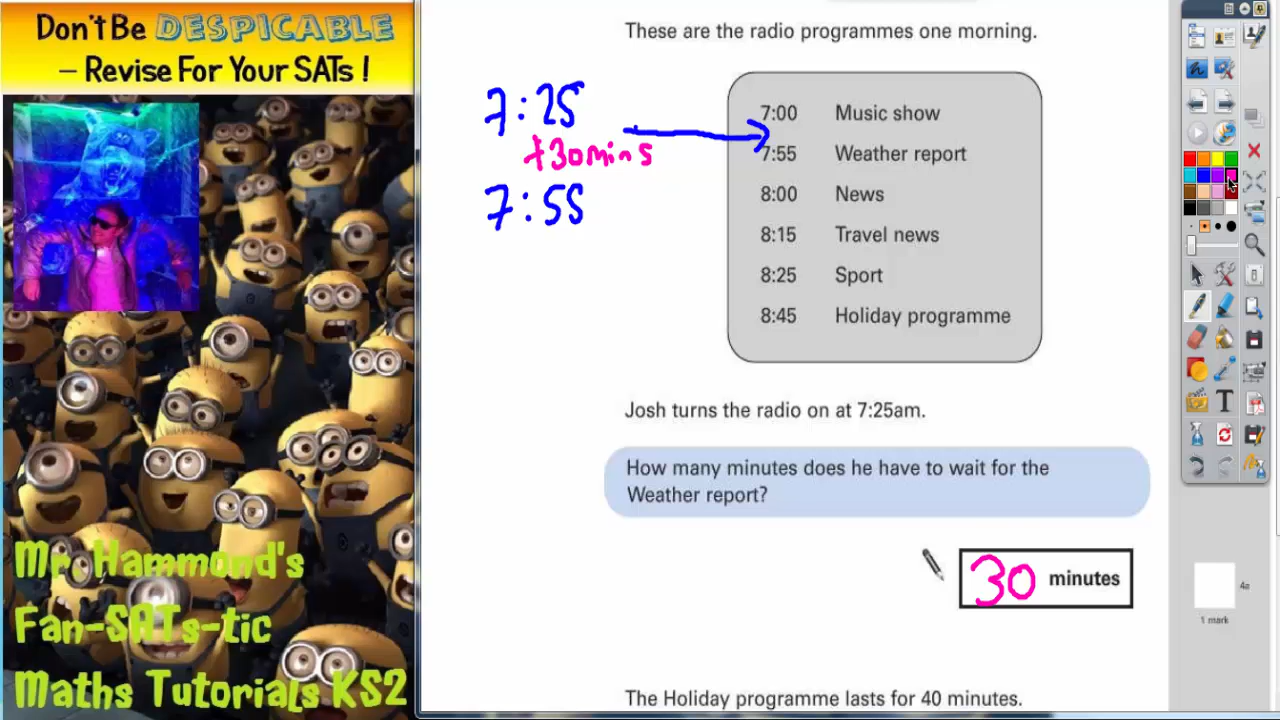 Don't Be DESPICABLE
– Revise For Your SATs !
Mr. Hammond's
Fan-SATs-tic
Maths Tutorials KS2
These are the radio programmes one morning.
7:25
+30mins
7:55
7:00 Music show
7:55 Weather report
8:00 News
8:15 Travel news
8:25 Sport
8:45 Holiday programme
Josh turns the radio on at 7:25am.
How many minutes does he have to wait for the
Weather report?
30 minutes
4a
1 mark
The Holiday programme lasts for 40 minutes.
T